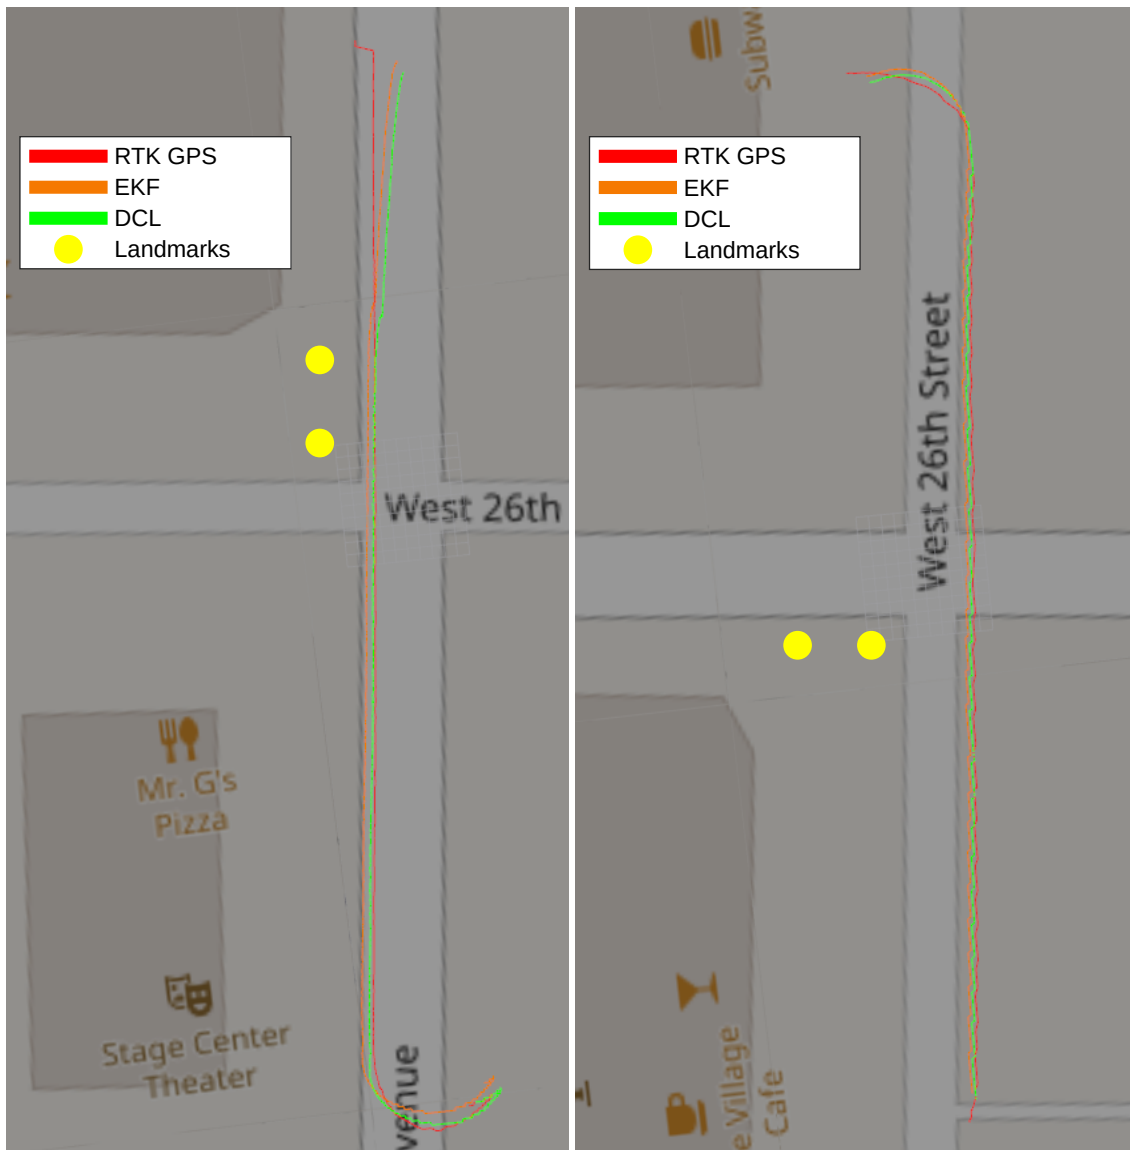 RTK GPS
EKF
DCL
Landmarks
West 26th
Mr. G's
Pizza
Stage Center
Theater
venue
Subw
RTK GPS
EKF
DCL
Landmarks
West 26th Street
e Village
Cafe